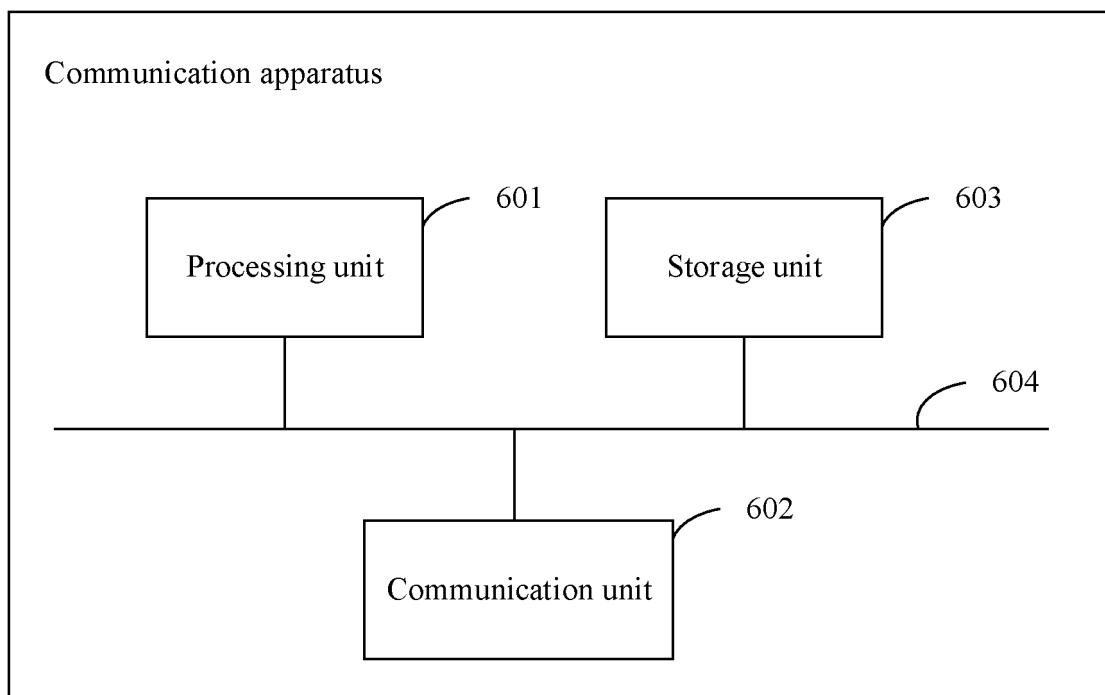 Communication apparatus
601
603
Processing unit
Storage unit
604
602
Communication unit